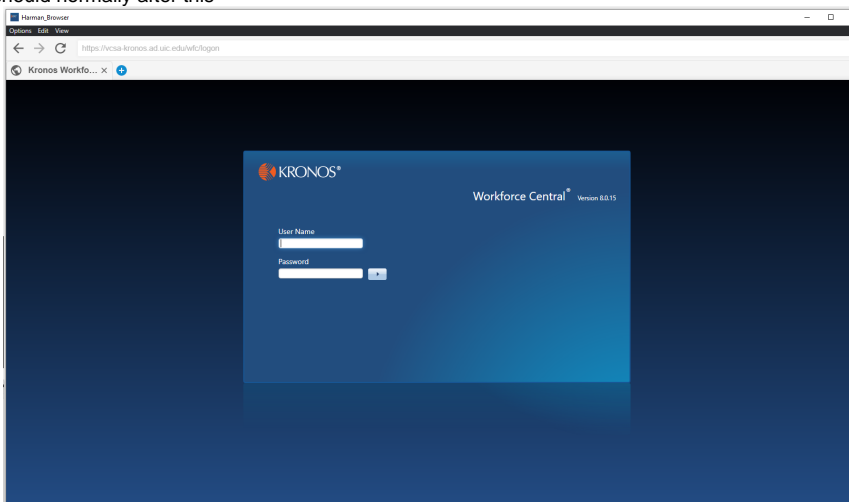 should normally after this
Harman_Browser
Options Edit View
https://vcsa-kronos.ad.uic.edu/wfc/logon
Kronos Workfo...
KRONOS®
Workforce Central® Version 8.0.15
User Name
Password